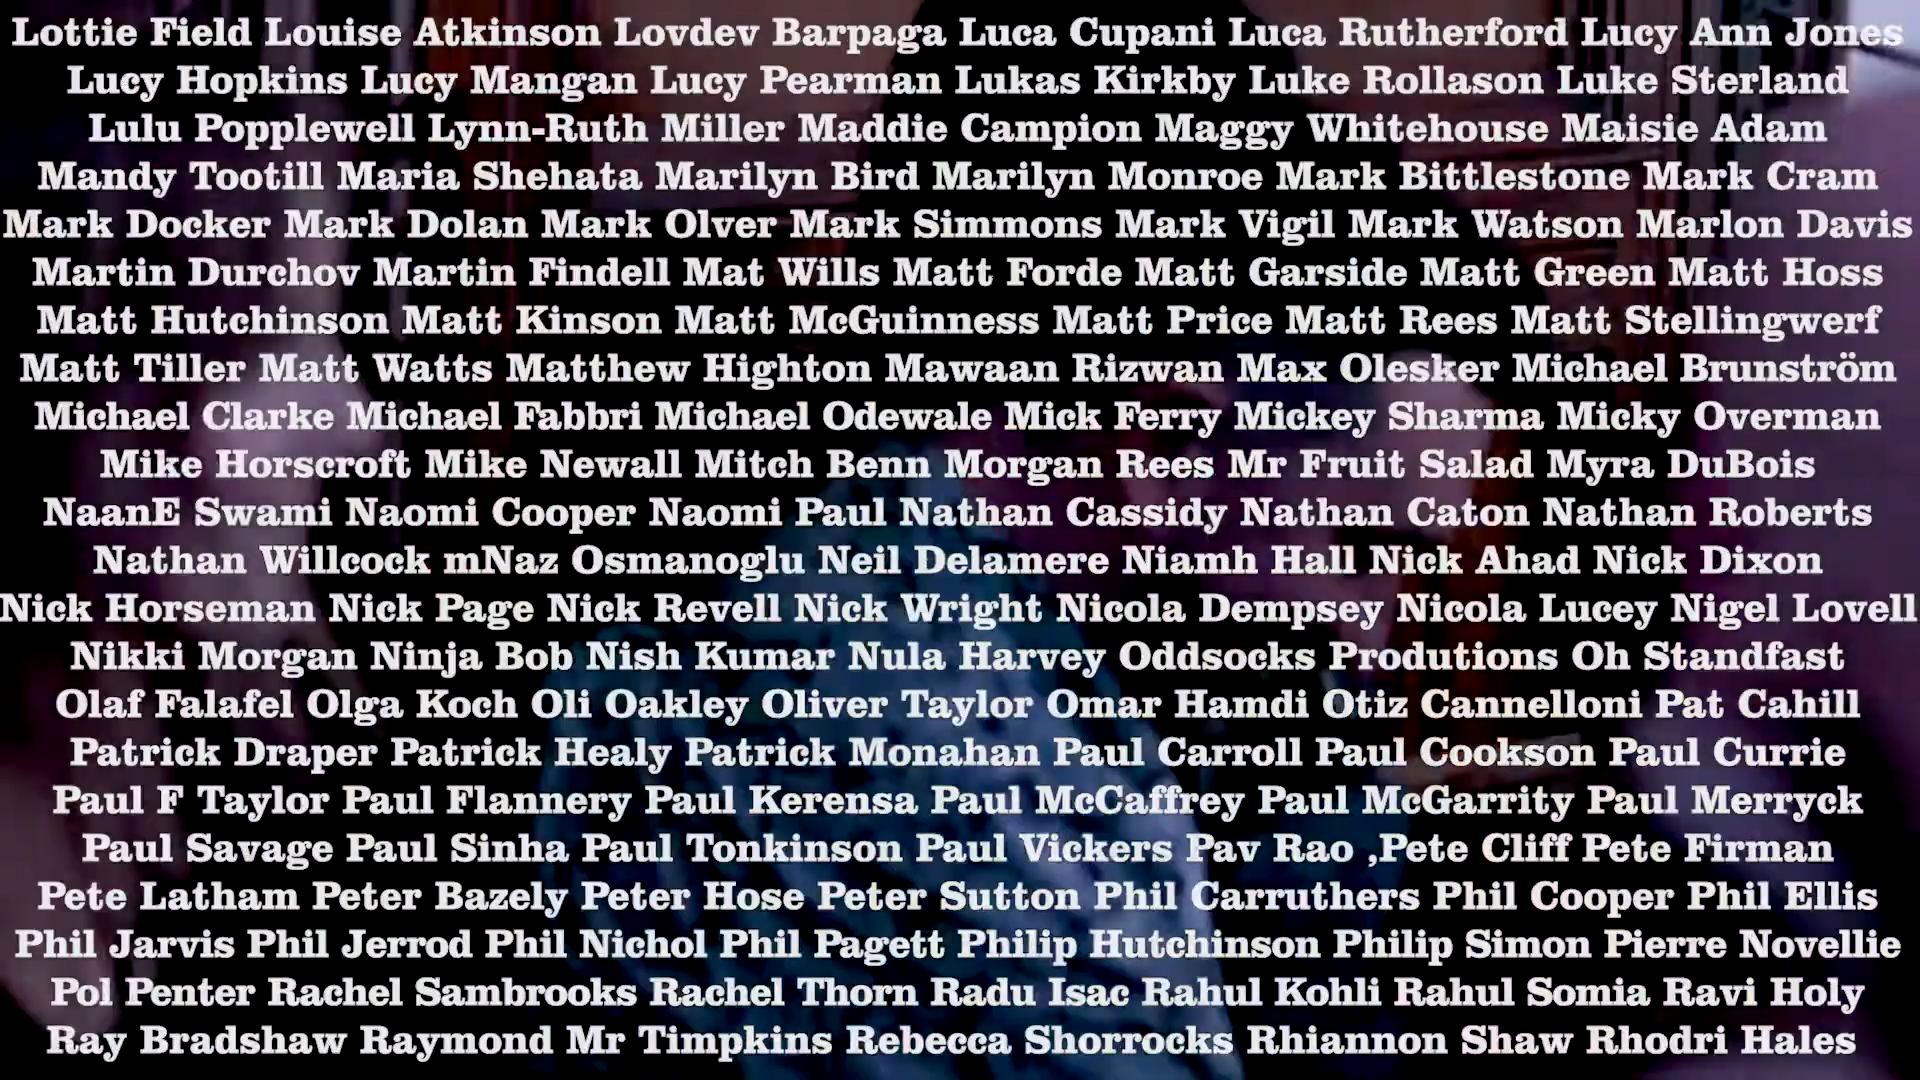 Lottie Field Louise Atkinson Lovdev Barpaga Luca Cupani Luca Rutherford Lucy Ann Jones
Lucy Hopkins Lucy Mangan Lucy Pearman Lukas Kirkby Luke Rollason Luke Sterland
Lulu Popplewell Lynn-Ruth Miller Maddie Campion Maggy Whitehouse Maisie Adam
Mandy Tootill Maria Shehata Marilyn Bird Marilyn Monroe Mark Bittlestone Mark Cram
Mark Docker Mark Dolan Mark Olver Mark Simmons Mark Vigil Mark Watson Marlon Davis
Martin Durchov Martin Findell Mat Wills Matt Forde Matt Garside Matt Green Matt Hoss
Matt Hutchinson Matt Kinson Matt McGuinness Matt Price Matt Rees Matt Stellingwerf
Matt Tiller Matt Watts Matthew Highton Mawaan Rizwan Max Olesker Michael Brunström
Michael Clarke Michael Fabbri Michael Odewale Mick Ferry Mickey Sharma Micky Overman
Mike Horscroft Mike Newall Mitch Benn Morgan Rees Mr Fruit Salad Myra DuBois
NaanE Swami Naomi Cooper Naomi Paul Nathan Cassidy Nathan Caton Nathan Roberts
Nathan Willcock mNaz Osmanoglu Neil Delamere Niamh Hall Nick Ahad Nick Dixon
Nick Horseman Nick Page Nick Revell Nick Wright Nicola Dempsey Nicola Lucey Nigel Lovell
Nikki Morgan Ninja Bob Nish Kumar Nula Harvey Oddsocks Produtions Oh Standfast
Olaf Falafel Olga Koch Oli Oakley Oliver Taylor Omar Hamdi Otiz Cannelloni Pat Cahill
Patrick Draper Patrick Healy Patrick Monahan Paul Carroll Paul Cookson Paul Currie
Paul F Taylor Paul Flannery Paul Kerensa Paul McCaffrey Paul McGarrity Paul Merryck
Paul Savage Paul Sinha Paul Tonkinson Paul Vickers Pav Rao ,Pete Cliff Pete Firman
Pete Latham Peter Bazely Peter Hose Peter Sutton Phil Carruthers Phil Cooper Phil Ellis
Phil Jarvis Phil Jerrod Phil Nichol Phil Pagett Philip Hutchinson Philip Simon Pierre Novellie
Pol Penter Rachel Sambrooks Rachel Thorn Radu Isac Rahul Kohli Rahul Somia Ravi Holy
Ray Bradshaw Raymond Mr Timpkins Rebecca Shorrocks Rhiannon Shaw Rhodri Hales